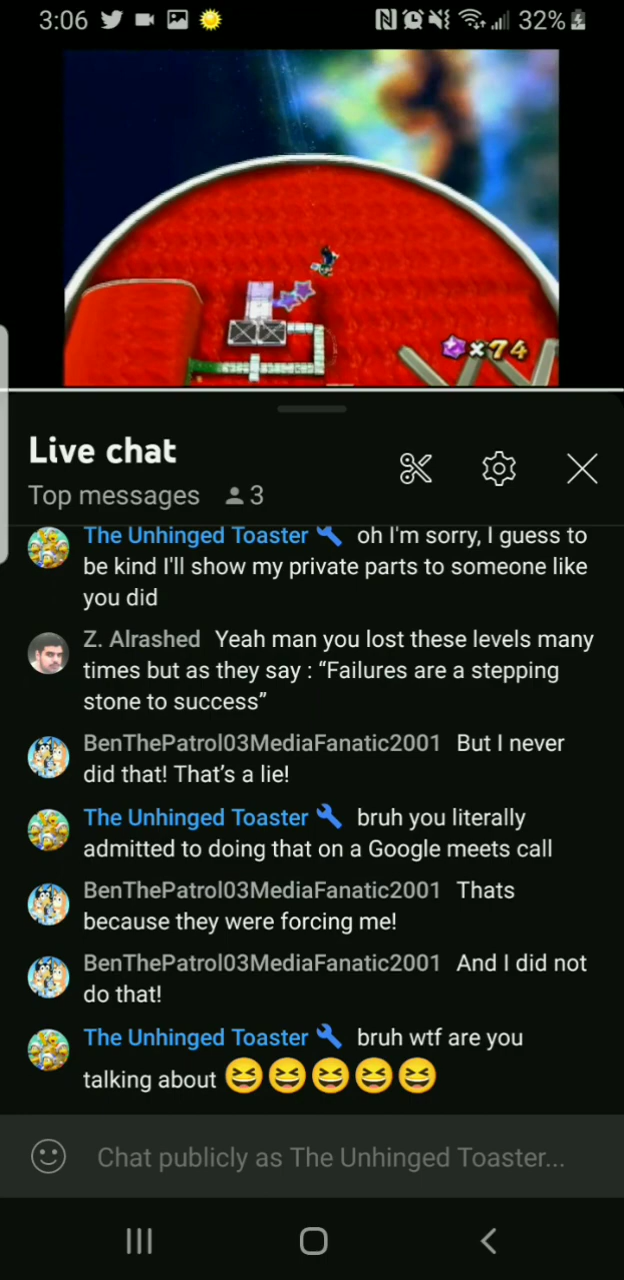 3:06 32%
×74
Live chat
Top messages 3
The Unhinged Toaster oh I'm sorry, I guess to
be kind I'll show my private parts to someone like
you did
Z. Alrashed Yeah man you lost these levels many
times but as they say : “Failures are a stepping
stone to success”
BenThePatrol03MediaFanatic2001 But I never
did that! That’s a lie!
The Unhinged Toaster bruh you literally
admitted to doing that on a Google meets call
BenThePatrol03MediaFanatic2001 Thats
because they were forcing me!
BenThePatrol03MediaFanatic2001 And I did not
do that!
The Unhinged Toaster bruh wtf are you
talking about 😆😆😆😆😆
Chat publicly as The Unhinged Toaster...